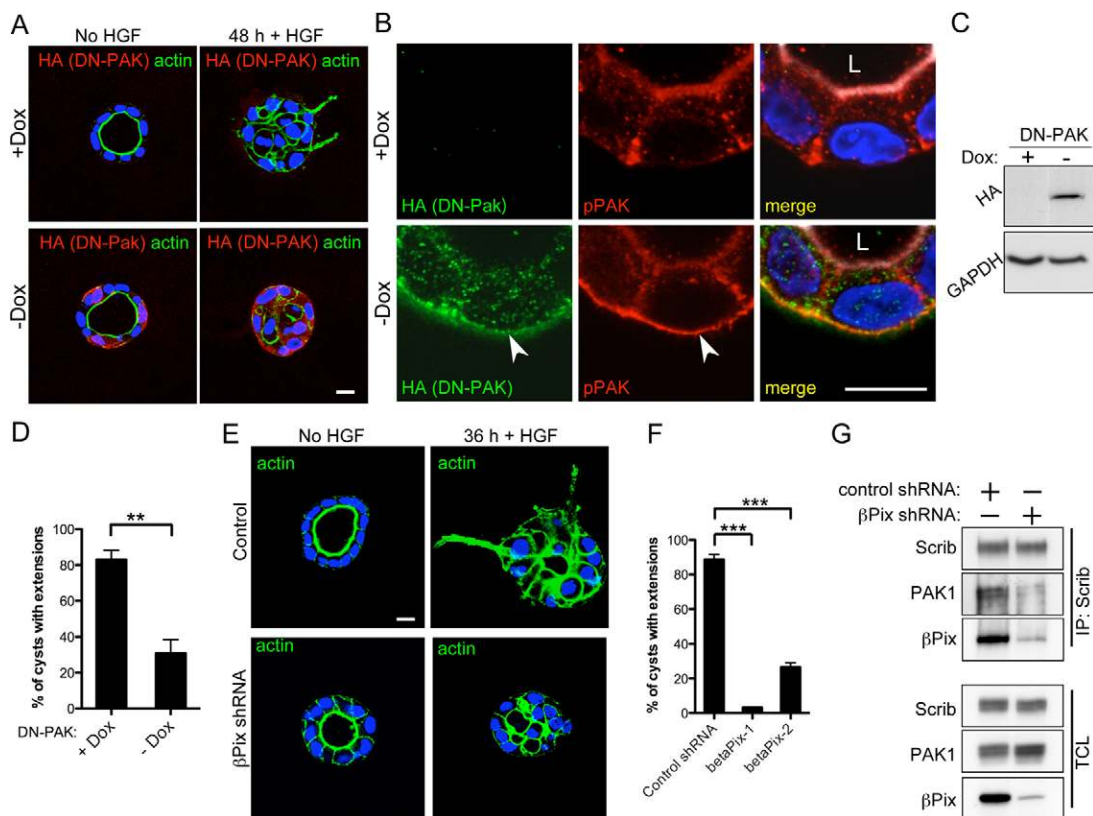 A
No HGF
48 h + HGF
HA (DN-PAK) actin
HA (DN-PAK) actin
+Dox
HA (DN-Pak) actin
HA (DN-PAK) actin
-Dox
B
L
+Dox
HA (DN-Pak)
pPAK
merge
L
-Dox
HA (DN-PAK)
pPAK
merge
C
DN-PAK
Dox: + -
HA
GAPDH
D
% of cysts with extensions
100
80
60
40
20
0
DN-PAK:
+ Dox
- Dox
**
E
No HGF
36 h + HGF
actin
actin
Control
actin
actin
βPix shRNA
F
% of cysts with extensions
100
80
60
40
20
0
***
***
Control shRNA
betaPix-1
betaPix-2
G
control shRNA: + −
βPix shRNA: − +
Scrib
PAK1
βPix
IP: Scrib
Scrib
PAK1
βPix
TCL